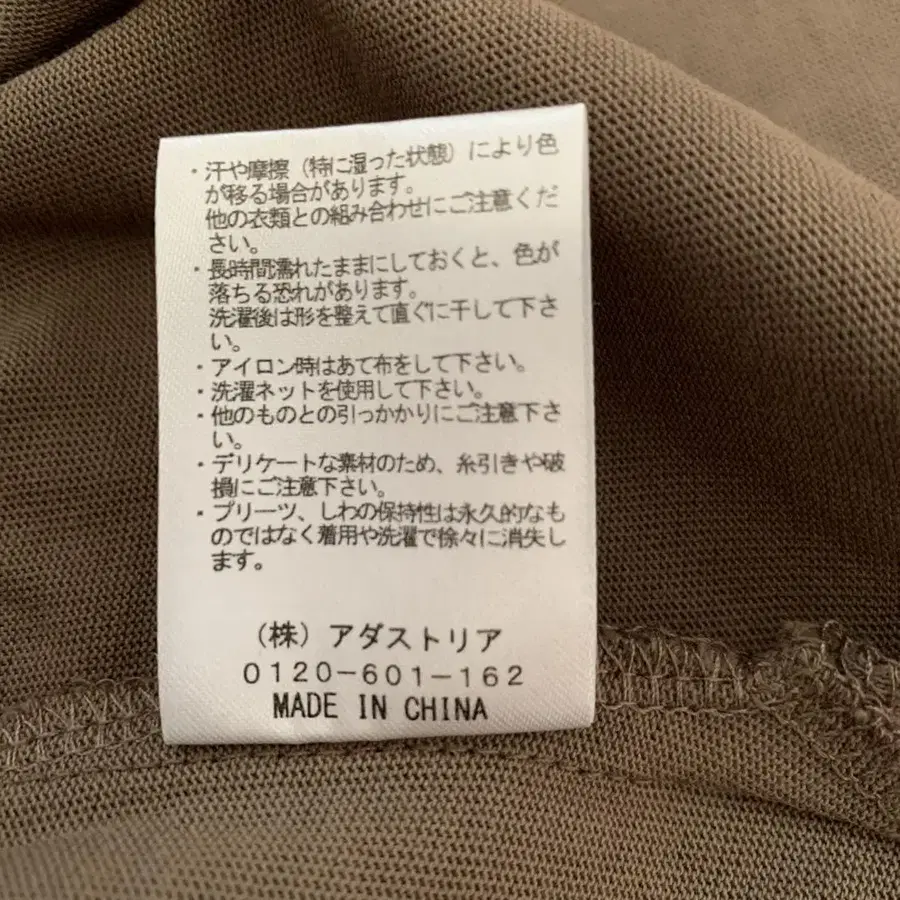 ・汗や摩擦（特に湿った状態）により色
が移る場合があります。
他の衣類との組み合わせにご注意くだ
さい。
・長時間濡れたままにしておくと、色が
落ちる恐れがあります。
洗濯後は形を整えて直ぐに干して下さ
い。
・アイロン時はあて布をして下さい。
・洗濯ネットを使用して下さい。
・他のものとの引っかかりにご注意下さ
い。
・デリケートな素材のため、糸引きや破
損にご注意下さい。
・プリーツ、しわの保持性は永久的なも
のではなく着用や洗濯で徐々に消失し
ます。
（株）アダストリア
0120-601-162
MADE IN CHINA